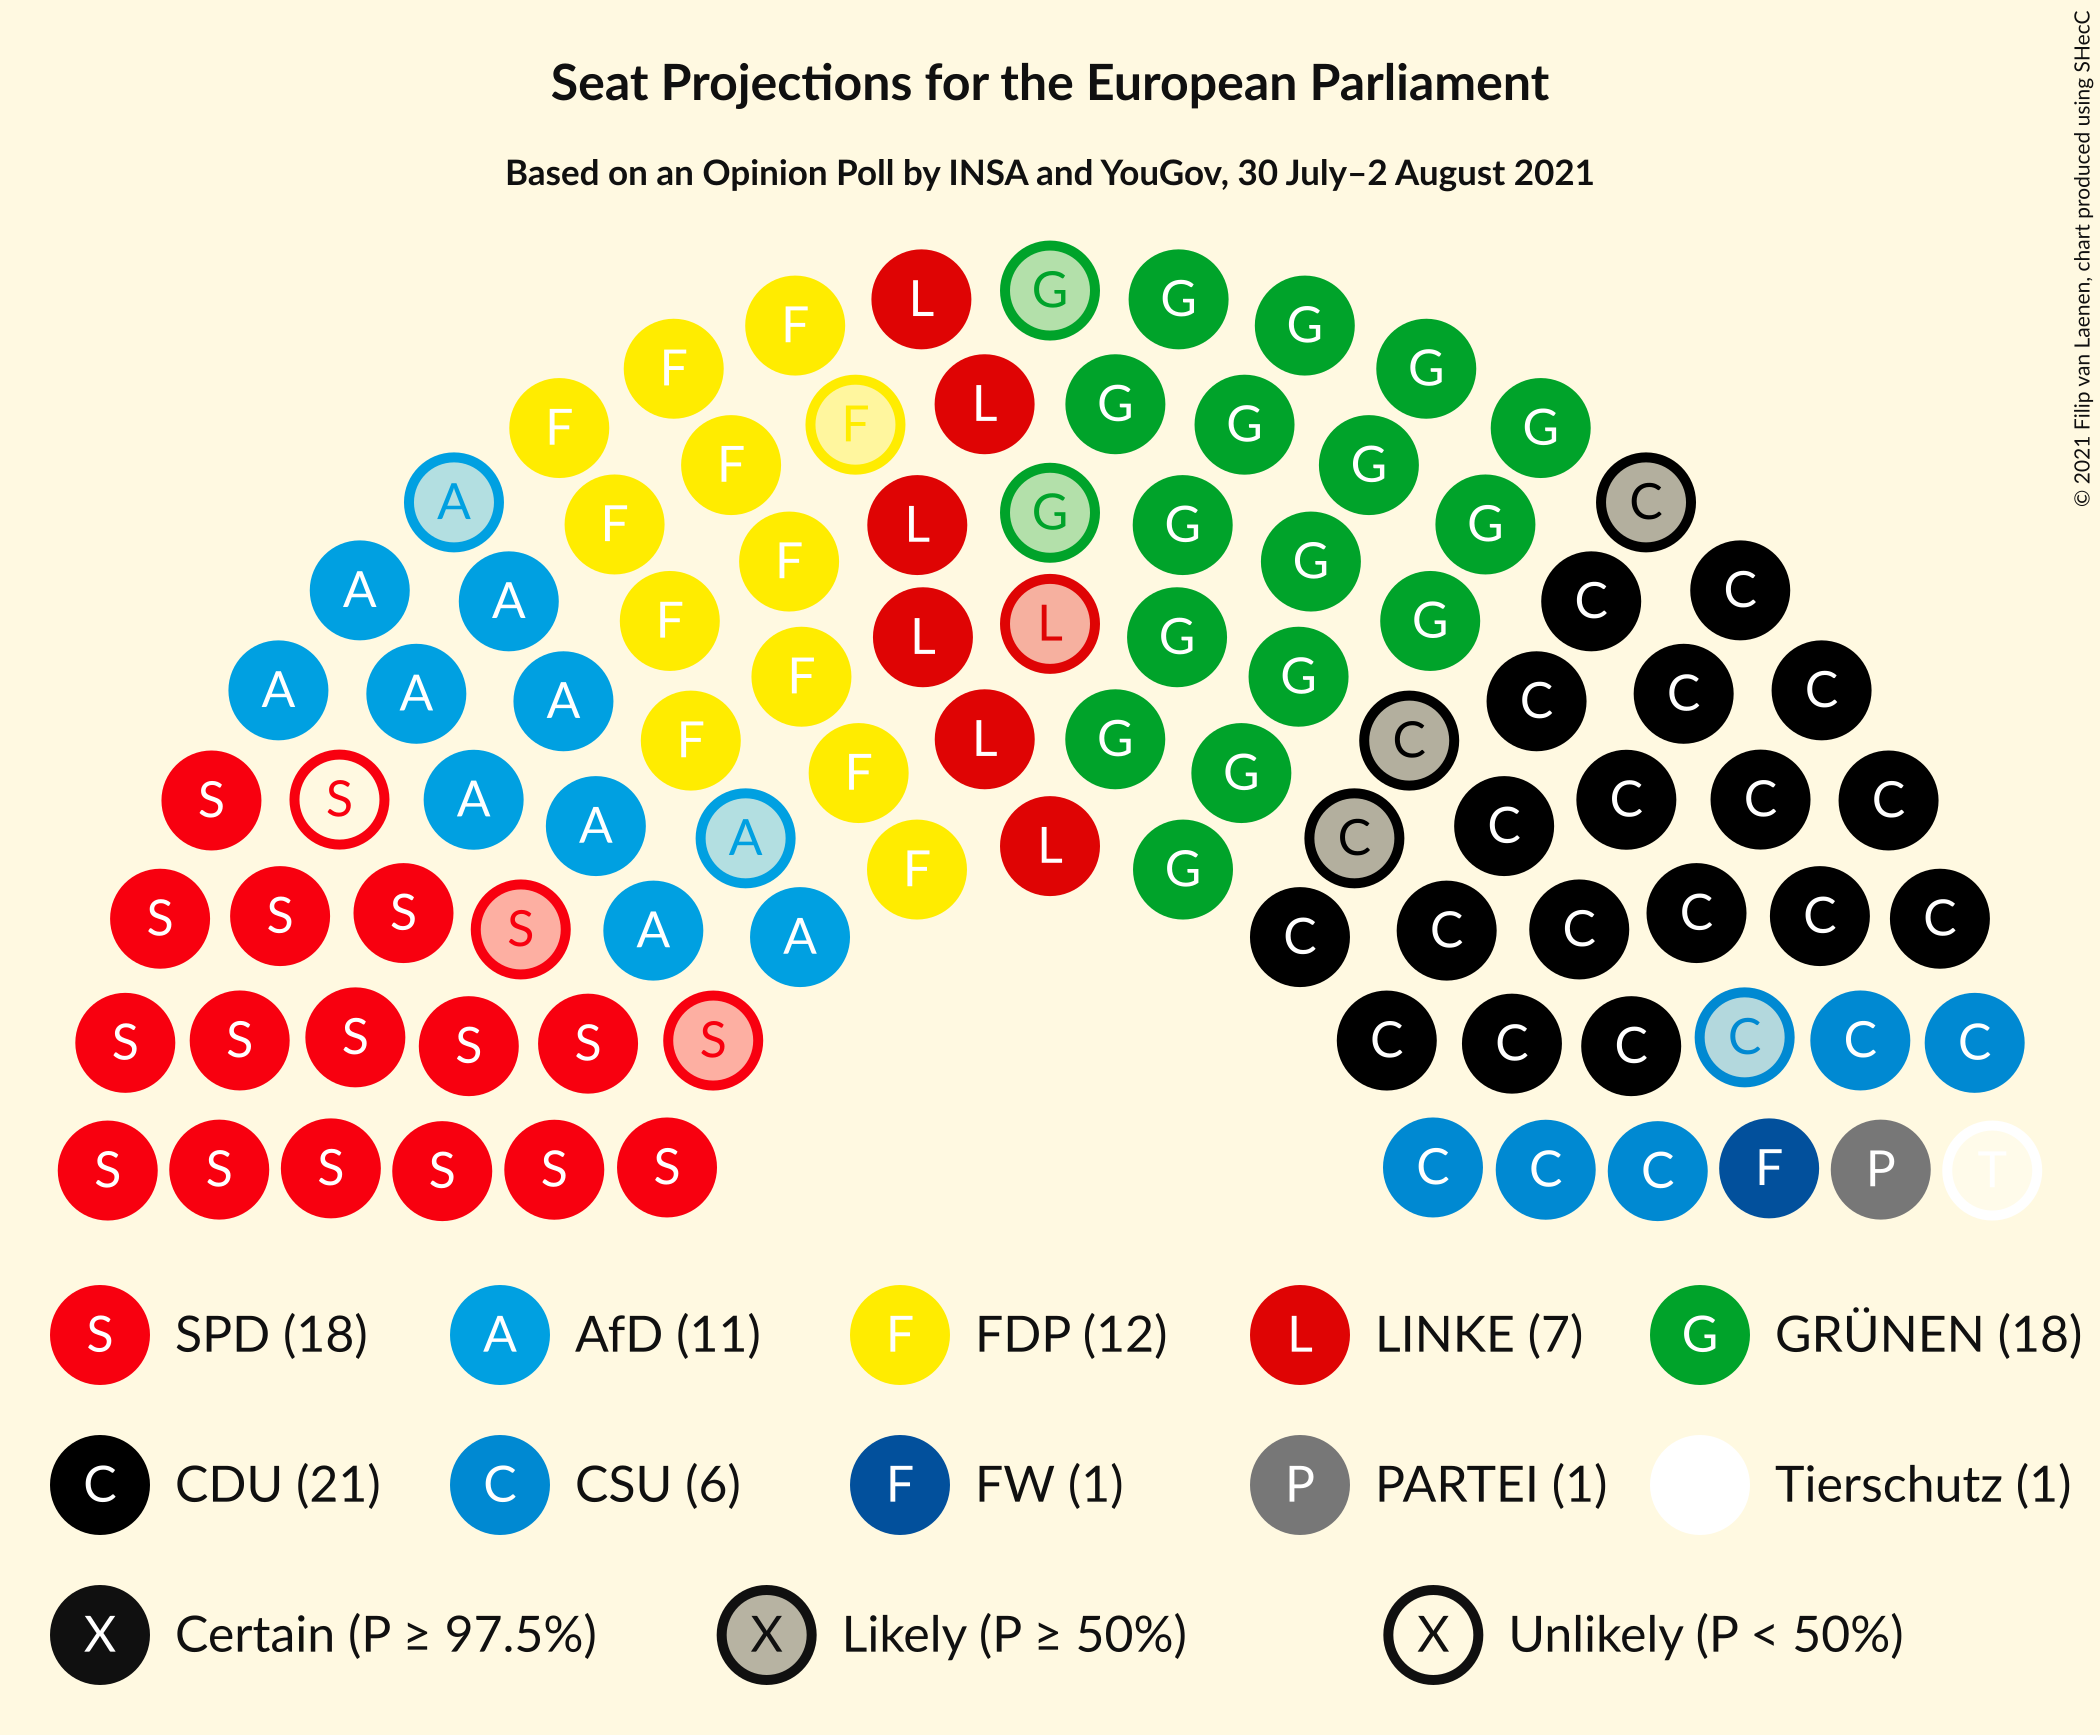 Seat Projections for the European Parliament
Based on an Opinion Poll by INSA and YouGov, 30 July–2 August 2021
© 2021 Filip van Laenen, chart produced using SHecC
G
L G
F G
F G
F L G G
F G
F G
F G
A F G C
G
F L G
F G
A C
A F C
L
F G
L G
F G
A C
A A C C
A C
F L G C
F G
S S A C C C
A C
A C
L
F G
S S S C C C
S A C C
A C
S S S C C C
S S C C
S C
S S S S S S C C C F P T
S SPD (18) A AfD (11) F FDP (12) L LINKE (7) G GRÜNEN (18)
C CDU (21) C CSU (6) F FW (1) P PARTEI (1) Tierschutz (1)
X Certain (P ≥ 97.5%) X Likely (P ≥ 50%) X Unlikely (P < 50%)